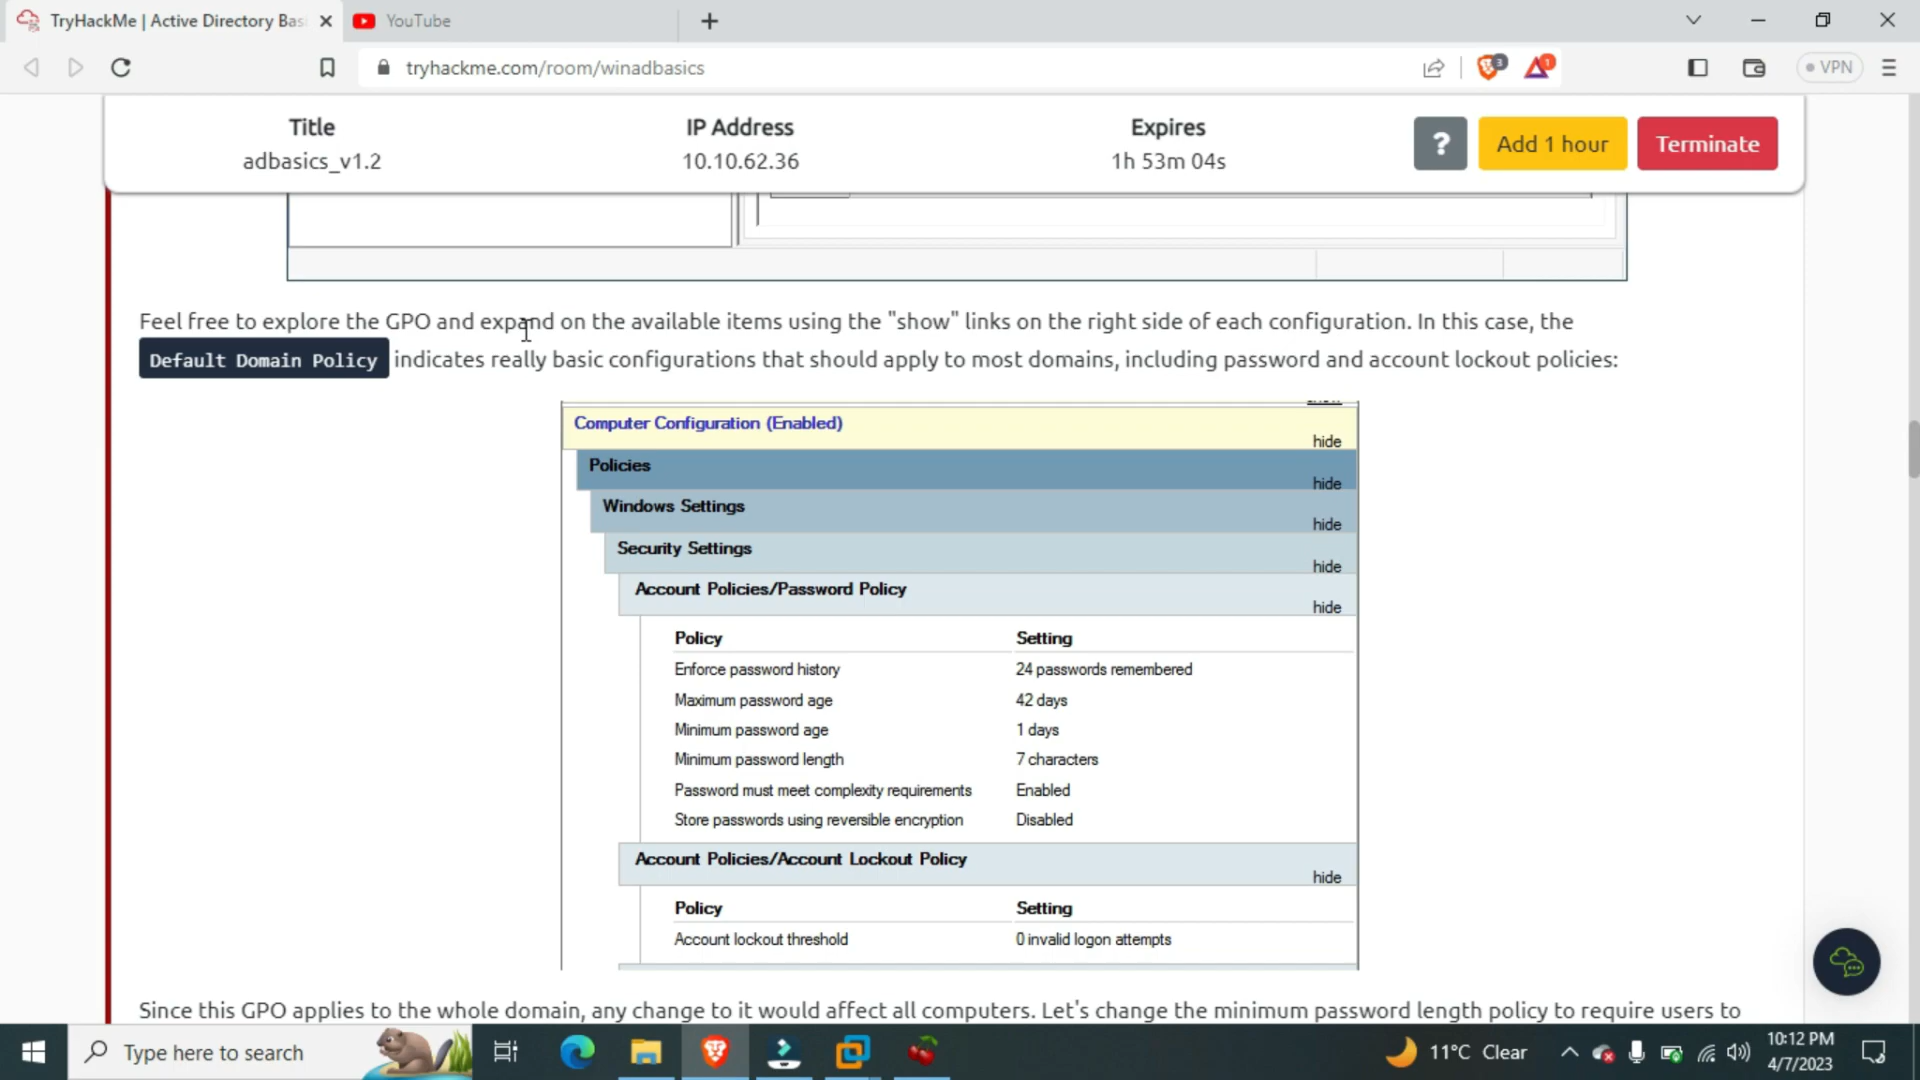 TryHackMe | Active Directory Bas
YouTube
tryhackme.com/room/winadbasics
3
1
VPN
Title
IP Address
Expires
adbasics_v1.2
10.10.62.36
1h 53m 04s
?
Add 1 hour
Terminate
Feel free to explore the GPO and expand on the available items using the "show" links on the right side of each configuration. In this case, the
Default Domain Policy indicates really basic configurations that should apply to most domains, including password and account lockout policies:
Computer Configuration (Enabled)
hide
Policies
hide
Windows Settings
hide
Security Settings
hide
Account Policies/Password Policy
hide
Policy Setting
Enforce password history 24 passwords remembered
Maximum password age 42 days
Minimum password age 1 days
Minimum password length 7 characters
Password must meet complexity requirements Enabled
Store passwords using reversible encryption Disabled
Account Policies/Account Lockout Policy
hide
Policy Setting
Account lockout threshold 0 invalid logon attempts
Since this GPO applies to the whole domain, any change to it would affect all computers. Let's change the minimum password length policy to require users to
Type here to search
11°C Clear
10:12 PM
4/7/2023